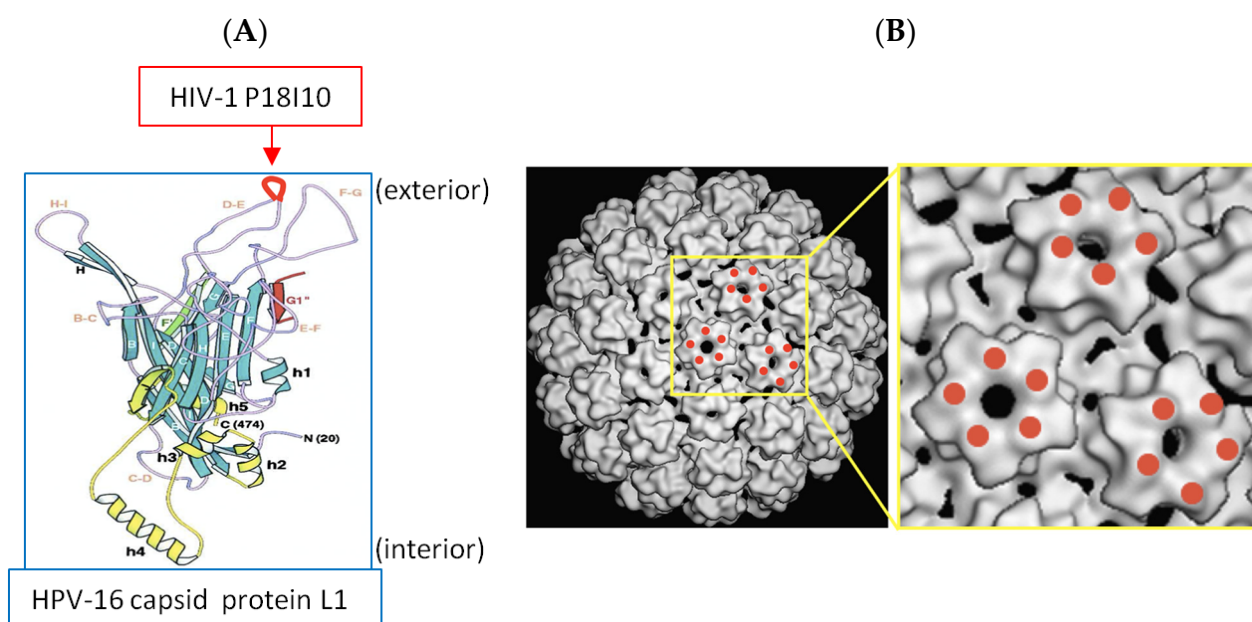 (A)
(B)
HIV-1 P18I10
(exterior)
F-G
H-I
D-E
H
G1"
B-C
F'
E-F
G
F
B
I
D
C
H
E
h1
D
G
h5
C (474)
N (20)
B
h3
h2
C-D
h4
(interior)
HPV-16 capsid protein L1